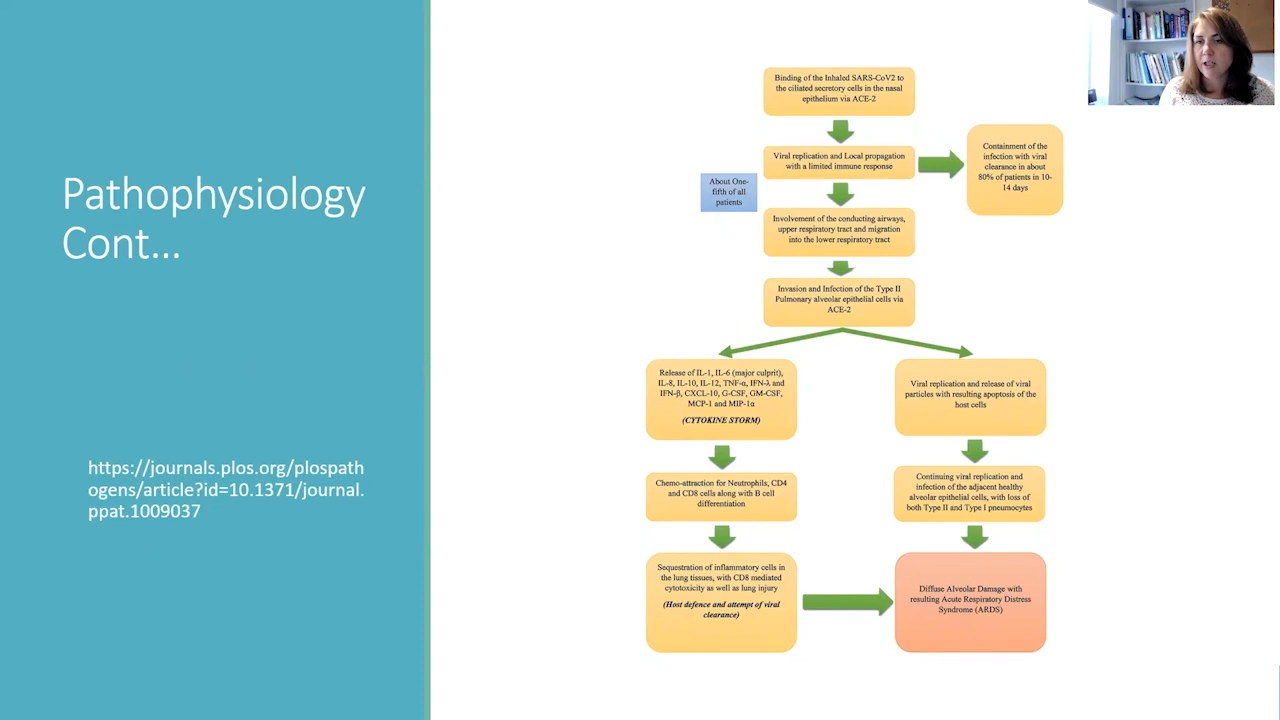 Pathophysiology
Cont...
https://journals.plos.org/plospath
ogens/article?id=10.1371/journal.
ppat.1009037
Binding of the Inhaled SARS-CoV2 to
the ciliated secretory cells in the nasal
epithelium via ACE-2
Viral replication and Local propagation
with a limited immune response
Containment of the
infection with viral
clearance in about
80% of patients in 10-
14 days
About One-
fifth of all
patients
Involvement of the conducting airways,
upper respiratory tract and migration
into the lower respiratory tract
Invasion and Infection of the Type II
Pulmonary alveolar epithelial cells via
ACE-2
Release of IL-1, IL-6 (major culprit),
IL-8, IL-10, IL-12, TNF-α, IFN-λ and
IFN-β, CXCL-10, G-CSF, GM-CSF,
MCP-1 and MIP-1α
(CYTOKINE STORM)
Viral replication and release of viral
particles with resulting apoptosis of the
host cells
Chemo-attraction for Neutrophils, CD4
and CD8 cells along with B cell
differentiation
Continuing viral replication and
infection of the adjacent healthy
alveolar epithelial cells, with loss of
both Type II and Type I pneumocytes
Sequestration of inflammatory cells in
the lung tissues, with CD8 mediated
cytotoxicity as well as lung injury
(Host defence and attempt of viral
clearance)
Diffuse Alveolar Damage with
resulting Acute Respiratory Distress
Syndrome (ARDS)